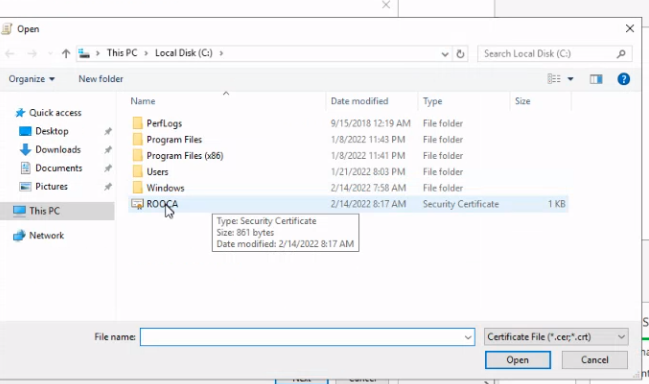 Open
This PC > Local Disk (C:) >
Search Local Disk (C:)
Organize
New folder
Name
Date modified
Type
Size
Quick access
Desktop
Downloads
Documents
Pictures
This PC
Network
PerfLogs 9/15/2018 12:19 AM File folder
Program Files 1/8/2022 11:43 PM File folder
Program Files (x86) 1/8/2022 11:41 PM File folder
Users 1/21/2022 8:03 PM File folder
Windows 2/14/2022 7:58 AM File folder
ROOCA 2/14/2022 8:17 AM Security Certificate 1 KB
Type: Security Certificate
Size: 861 bytes
Date modified: 2/14/2022 8:17 AM
File name:
Certificate File (*.cer;*.crt)
Open
Cancel